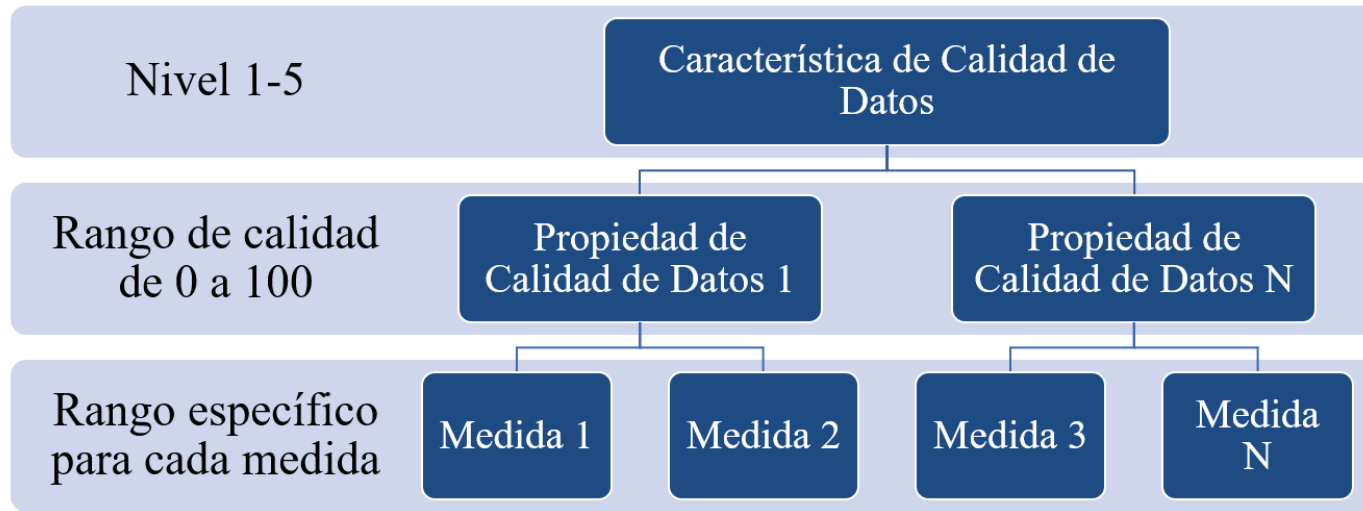 Nivel 1-5
Característica de Calidad de
Datos
Rango de calidad
de 0 a 100
Propiedad de
Calidad de Datos 1
Propiedad de
Calidad de Datos N
Rango específico
para cada medida
Medida 1
Medida 2
Medida 3
Medida
N